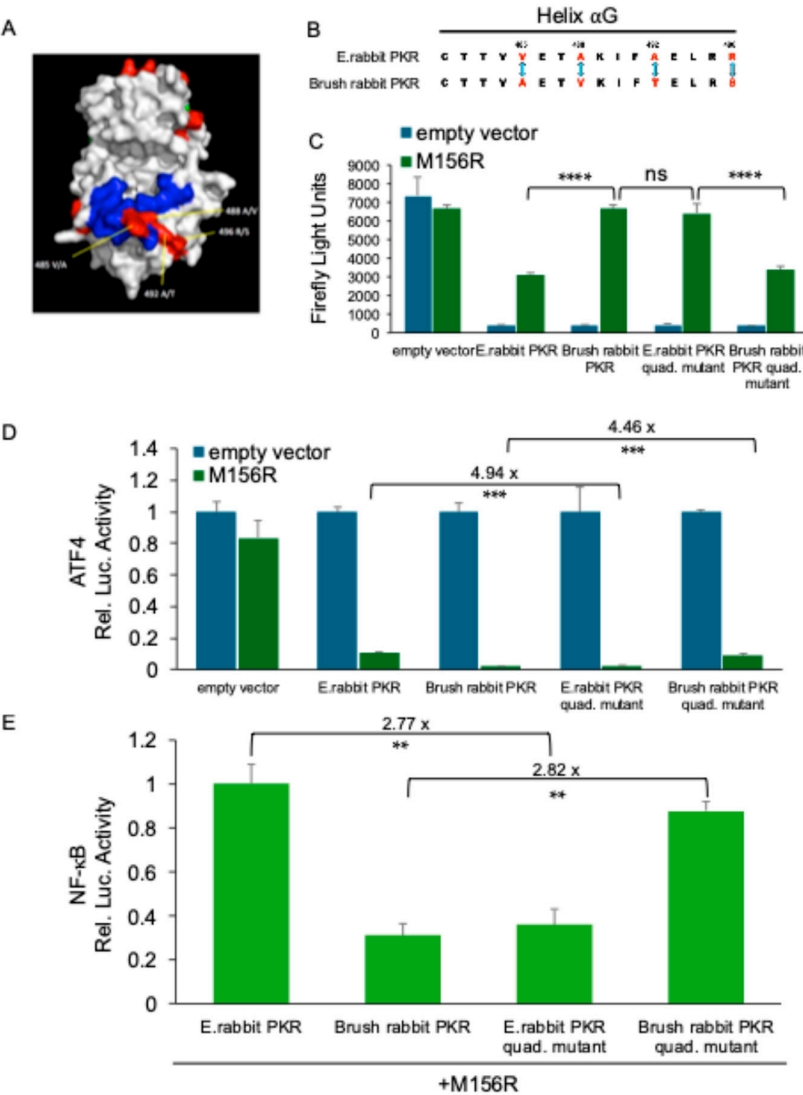 A
488 A/V
496 R/S
485 V/A
492 A/T
B
Helix αG
485 488 492 496
E.rabbit PKR C T T Y V E T A K I F A E L R R
Brush rabbit PKR C T T Y A E T V K I F T E L R
C
empty vector
M156R
Firefly Light Units
9000
8000
7000
6000
5000
4000
3000
2000
1000
0
**** ns ****
empty vector E.rabbit PKR Brush rabbit PKR E.rabbit PKR quad. mutant Brush rabbit PKR quad. mutant
D
empty vector
M156R
ATF4
Rel. Luc. Activity
1.4
1.2
1
0.8
0.6
0.4
0.2
0
4.46 x
***
4.94 x
***
empty vector E.rabbit PKR Brush rabbit PKR E.rabbit PKR quad. mutant Brush rabbit PKR quad. mutant
E
NF-κB
Rel. Luc. Activity
1.2
1
0.8
0.6
0.4
0.2
0
2.77 x
**
2.82 x
**
E.rabbit PKR Brush rabbit PKR E.rabbit PKR quad. mutant Brush rabbit PKR quad. mutant
+M156R